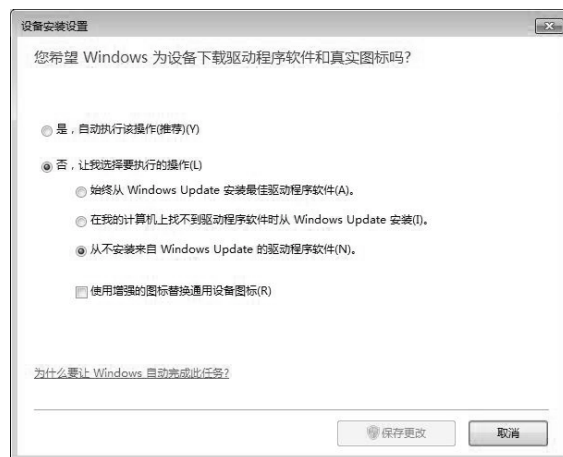 设备安装设置
您希望 Windows 为设备下载驱动程序软件和真实图标吗?
是，自动执行该操作(推荐)(Y)
否，让我选择要执行的操作(L)
始终从 Windows Update 安装最佳驱动程序软件(A)。
在我的计算机上找不到驱动程序软件时从 Windows Update 安装(I)。
从不安装来自 Windows Update 的驱动程序软件(N)。
使用增强的图标替换通用设备图标(R)
为什么要让 Windows 自动完成此任务?
保存更改
取消